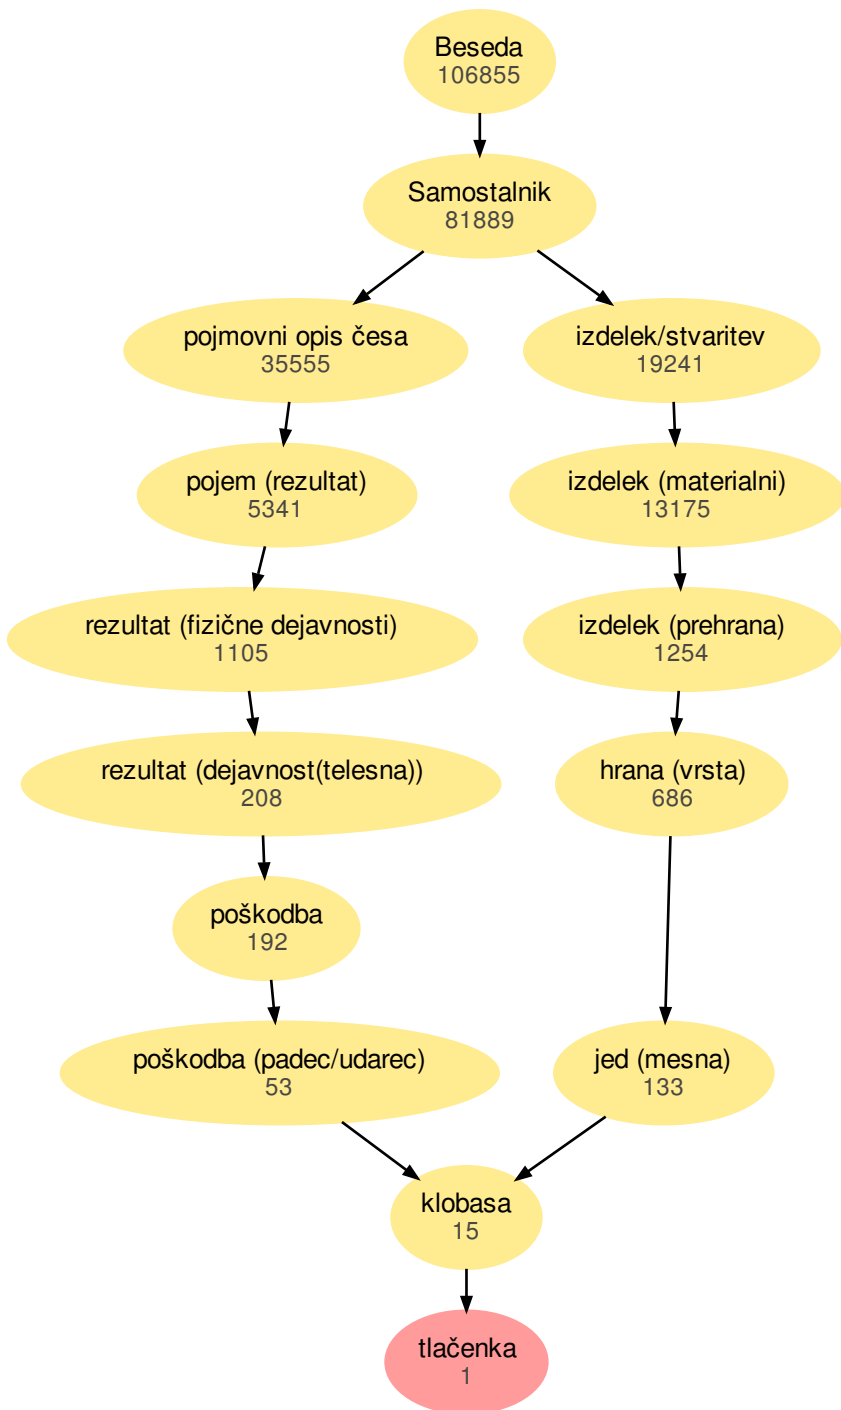 Beseda
106855
Samostalnik
81889
pojmovni opis česa
35555
izdelek/stvaritev
19241
pojem (rezultat)
5341
izdelek (materialni)
13175
rezultat (fizične dejavnosti)
1105
izdelek (prehrana)
1254
rezultat (dejavnost(telesna))
208
hrana (vrsta)
686
poškodba
192
poškodba (padec/udarec)
53
jed (mesna)
133
klobasa
15
tlačenka
1